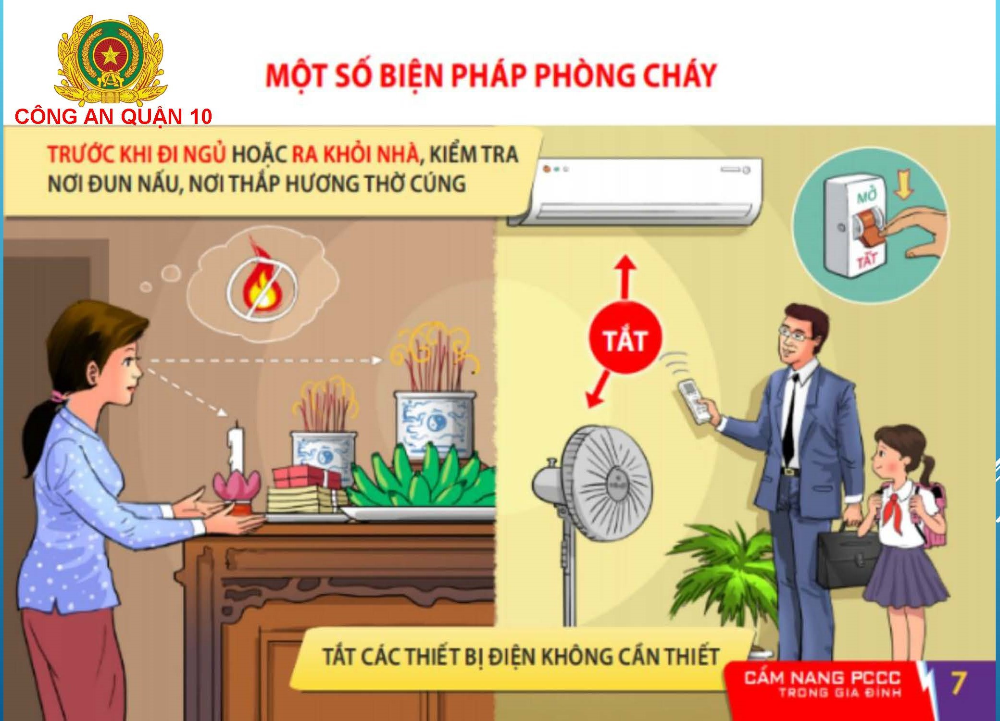 CÔNG AN QUẬN 10
MỘT SỐ BIỆN PHÁP PHÒNG CHÁY
TRƯỚC KHI ĐI NGỦ HOẶC RA KHỎI NHÀ, KIỂM TRA
NƠI ĐUN NẤU, NƠI THẮP HƯƠNG THỜ CÚNG
MỞ
TẮT
TẮT
TẮT CÁC THIẾT BỊ ĐIỆN KHÔNG CẦN THIẾT
CẨM NANG PCCC
TRONG GIA ĐÌNH
7